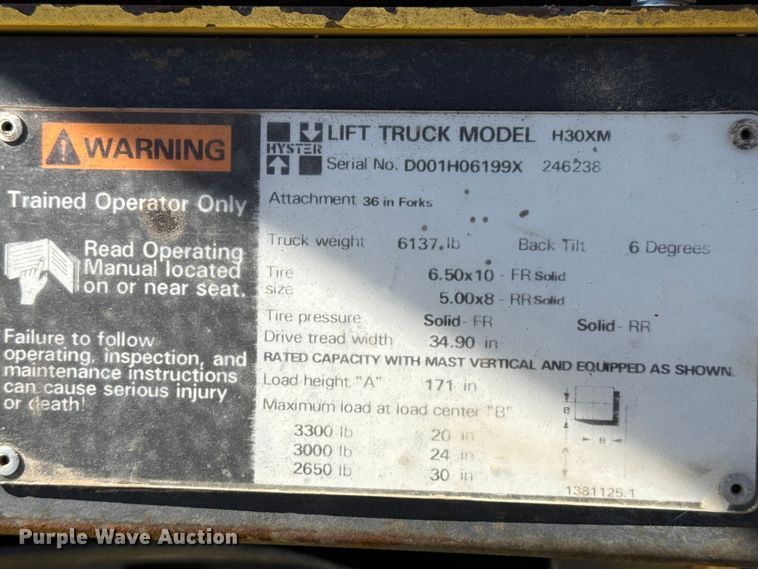 WARNING
Trained Operator Only
Read Operating
Manual located
on or near seat.
Failure to follow
operating, inspection, and
maintenance instructions
can cause serious injury
or death!
HYSTER
LIFT TRUCK MODEL H30XM
Serial No. D001H06199X 246238
Attachment 36 in Forks
Truck weight 6137 lb Back Tilt 6 Degrees
Tire 6.50x10 - FR Solid
size 5.00x8 - RR Solid
Tire pressure Solid - FR Solid - RR
Drive tread width 34.90 in
RATED CAPACITY WITH MAST VERTICAL AND EQUIPPED AS SHOWN.
Load height "A" 171 in
Maximum load at load center "B"
3300 lb 20 in
3000 lb 24 in
2650 lb 30 in
B
A
B
1381125.1
Purple Wave Auction